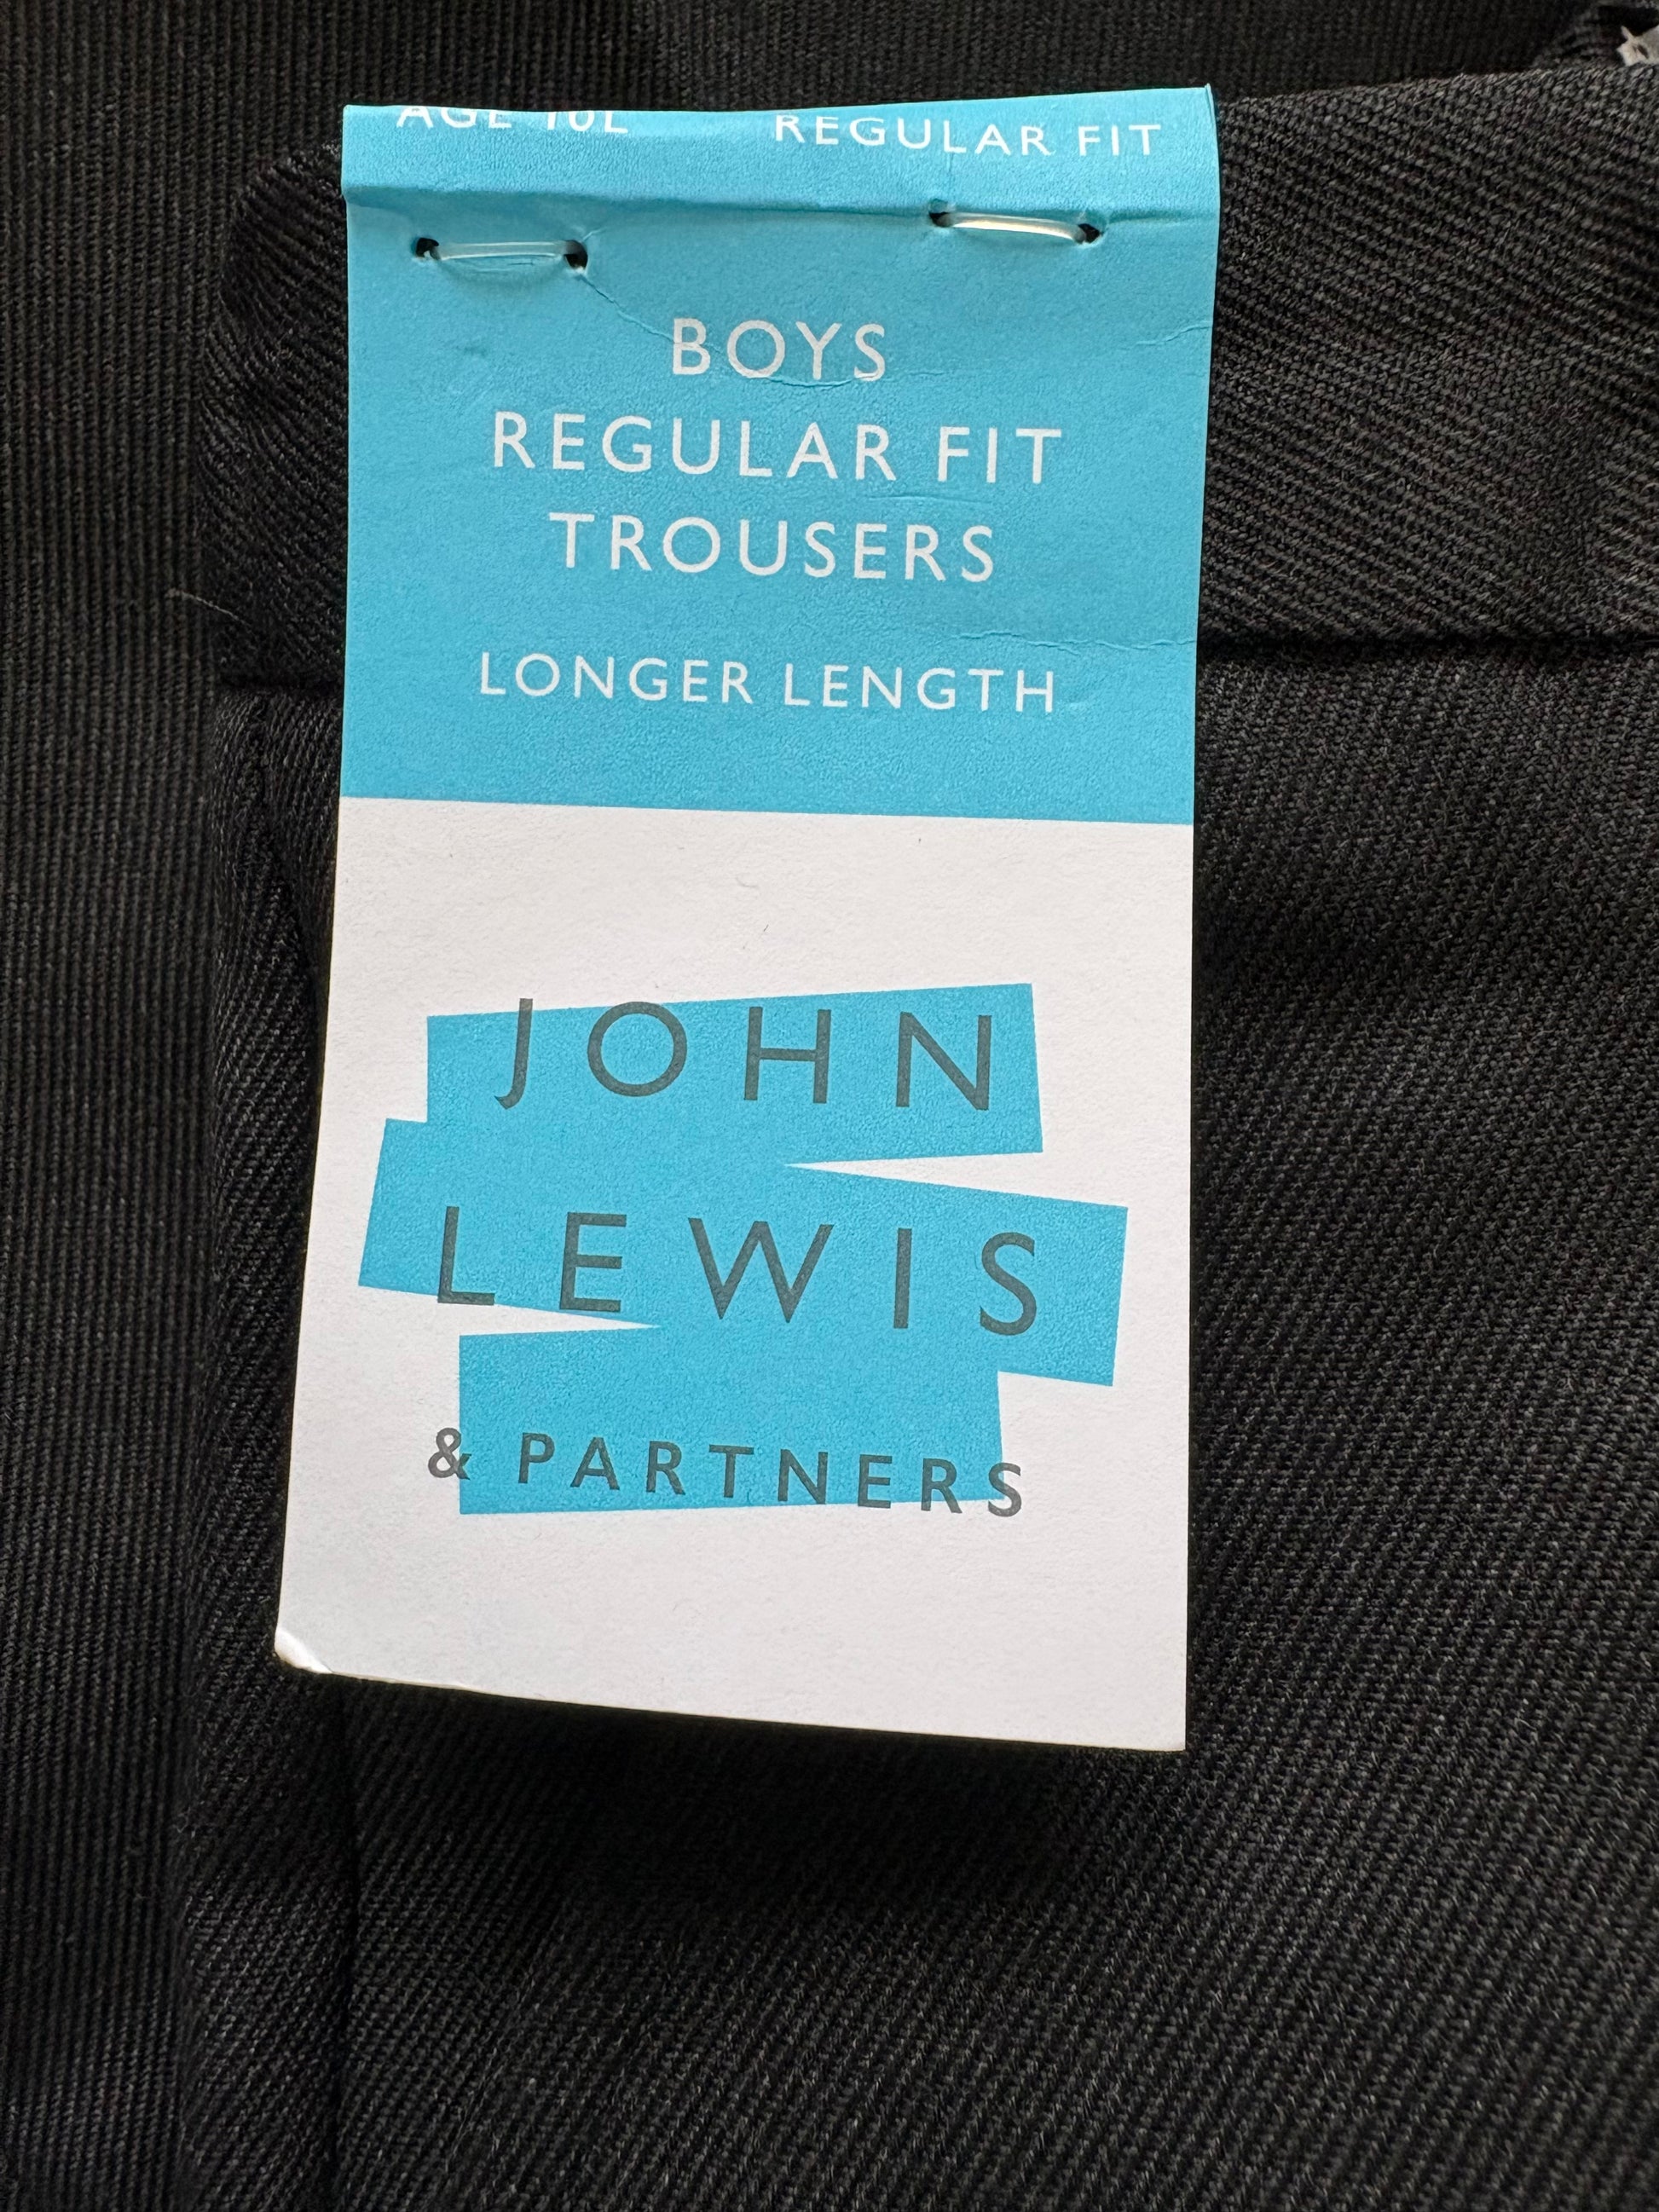 AGE 10L REGULAR FIT
BOYS
REGULAR FIT
TROUSERS
LONGER LENGTH
JOHN
LEWIS
& PARTNERS